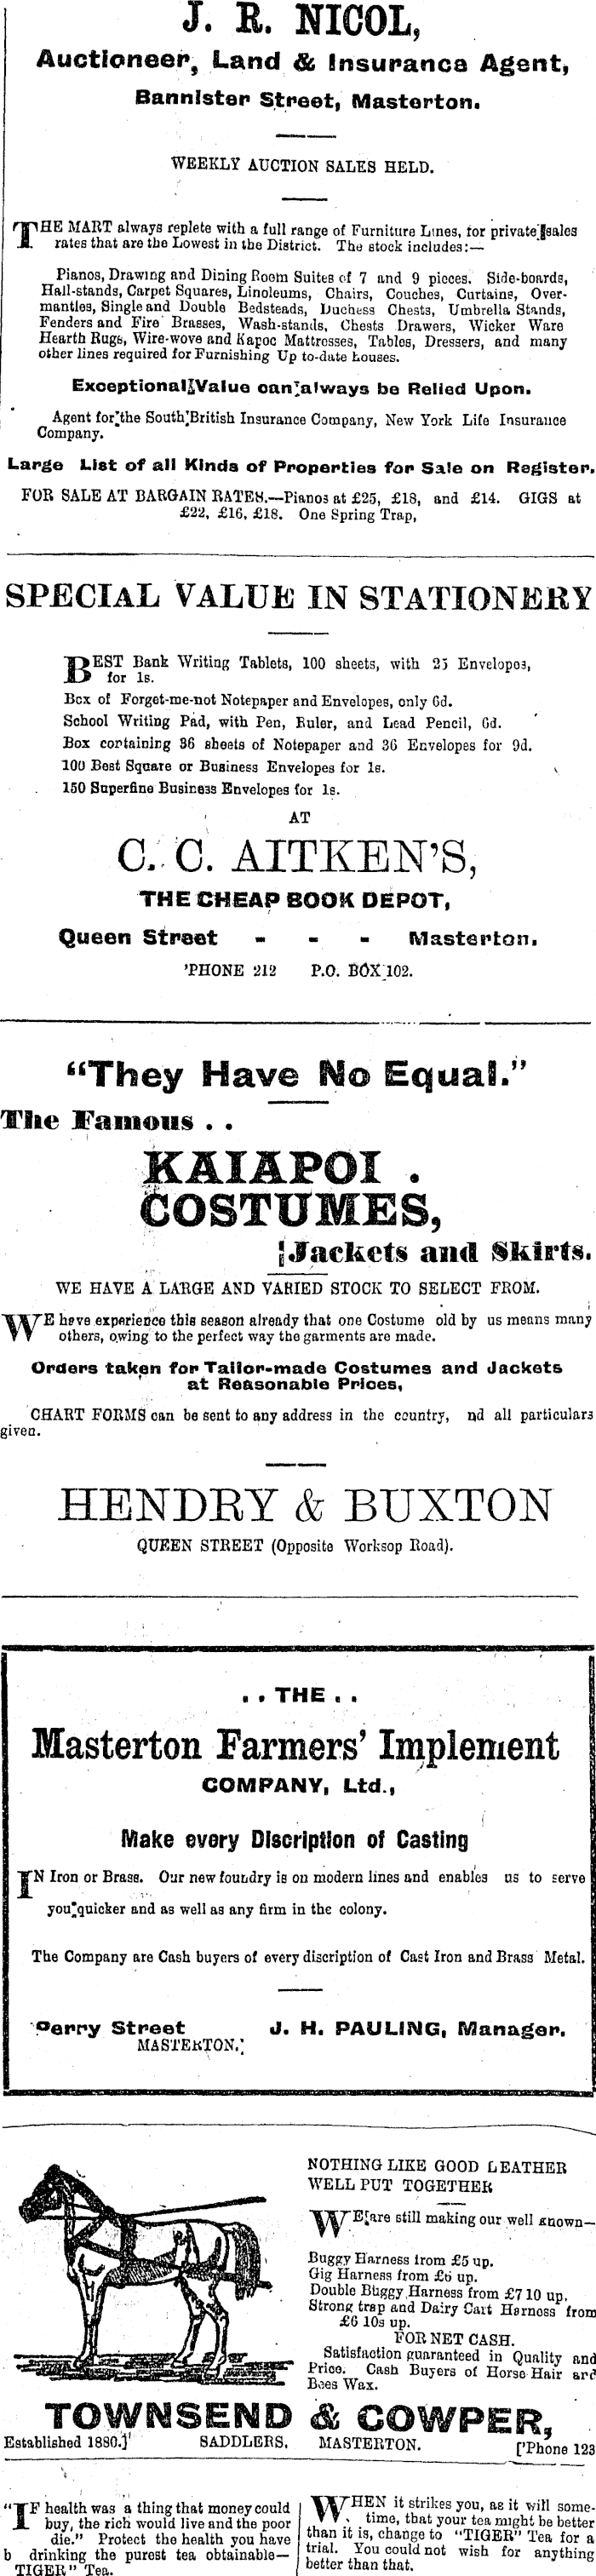 J. R. NICOL,
Auctioneer, Land & Insurance Agent,
Bannister Street, Masterton.
WEEKLY AUCTION SALES HELD.
THE MART always replete with a full range of Furniture Lines, for private sales
rates that are the Lowest in the District. The stock includes:—
Pianos, Drawing and Dining Room Suites of 7 and 9 pieces. Side-boards,
Hall-stands, Carpet Squares, Linoleums, Chairs, Couches, Curtains, Over-
mantles, Single and Double Bedsteads, Duchess Chests, Umbrella Stands,
Fenders and Fire Brasses, Wash-stands, Chests Drawers, Wicker Ware
Hearth Rugs, Wire-wove and Kapoc Mattrosses, Tables, Dressers, and many
other lines required for Furnishing Up to-date houses.
Exceptional Value can always be Relied Upon.
Agent for the South British Insurance Company, New York Life Insurance
Company.
Large List of all Kinds of Properties for Sale on Register.
FOR SALE AT BARGAIN RATES.—Pianos at £25, £18, and £14. GIGS at
£22, £16, £18. One Spring Trap,
SPECIAL VALUE IN STATIONERY
BEST Bank Writing Tablets, 100 sheets, with 25 Envelopes,
for 1s.
Box of Forget-me-not Notepaper and Envelopes, only 6d.
School Writing Pad, with Pen, Ruler, and Lead Pencil, 6d.
Box containing 36 sheets of Notepaper and 36 Envelopes for 9d.
100 Best Square or Business Envelopes for 1s.
150 Superfine Business Envelopes for 1s.
AT
C. C. AITKEN'S,
THE CHEAP BOOK DEPOT,
Queen Street - - - Masterton.
'PHONE 212 P.O. BOX 102.
"They Have No Equal."
The Famous . .
KAIAPOI .
COSTUMES,
Jackets and Skirts.
WE HAVE A LARGE AND VARIED STOCK TO SELECT FROM.
WE have experience this season already that one Costume old by us means many
others, owing to the perfect way the garments are made.
Orders taken for Tailor-made Costumes and Jackets
at Reasonable Prices,
CHART FORMS can be sent to any address in the country, nd all particulars
given.
HENDRY & BUXTON
QUEEN STREET (Opposite Worksop Road).
. . THE . .
Masterton Farmers' Implement
COMPANY, Ltd.,
Make every Discription of Casting
IN Iron or Brass. Our new foundry is on modern lines and enables us to serve
you quicker and as well as any firm in the colony.
The Company are Cash buyers of every discription of Cast Iron and Brass Metal.
Perry Street J. H. PAULING, Manager.
MASTERTON.
NOTHING LIKE GOOD LEATHER
WELL PUT TOGETHER
WE are still making our well known—
Buggy Harness from £5 up.
Gig Harness from £6 up.
Double Buggy Harness from £7 10 up.
Strong trap and Dairy Cart Harness from
£6 10s up.
FOR NET CASH.
Satisfaction guaranteed in Quality and
Price. Cash Buyers of Horse Hair and
Bees Wax.
TOWNSEND & COWPER,
Established 1880.] SADDLERS, MASTERTON. ['Phone 123
"IF health was a thing that money could
buy, the rich would live and the poor
die." Protect the health you have
b drinking the purest tea obtainable—
TIGER" Tea.
WHEN it strikes you, as it will some-
time, that your tea might be better
than it is, change to "TIGER" Tea for a
trial. You could not wish for anything
better than that.